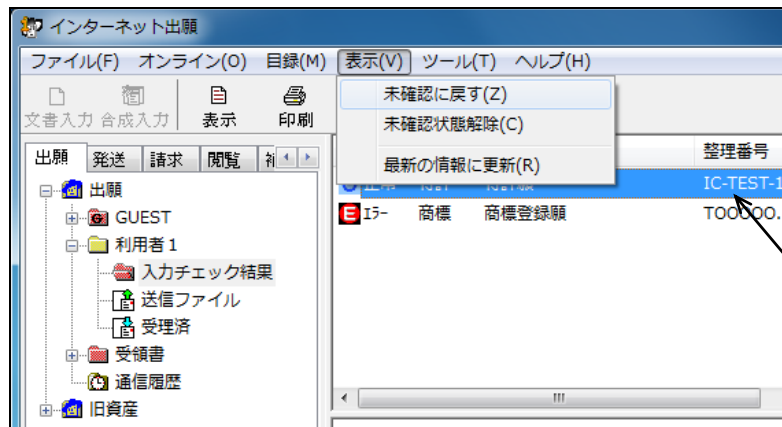 インターネット出願
ファイル(F) オンライン(O) 目録(M) 表示(V) ツール(T) ヘルプ(H)
文書入力 合成入力 表示 印刷
未確認に戻す(Z)
未確認状態解除(C)
最新の情報に更新(R)
出願 発送 請求 閲覧
整理番号
IC-TEST-1
エラー 商標 商標登録願
出願
GUEST
利用者1
入力チェック結果
送信ファイル
受理済
受領書
通信履歴
旧資産